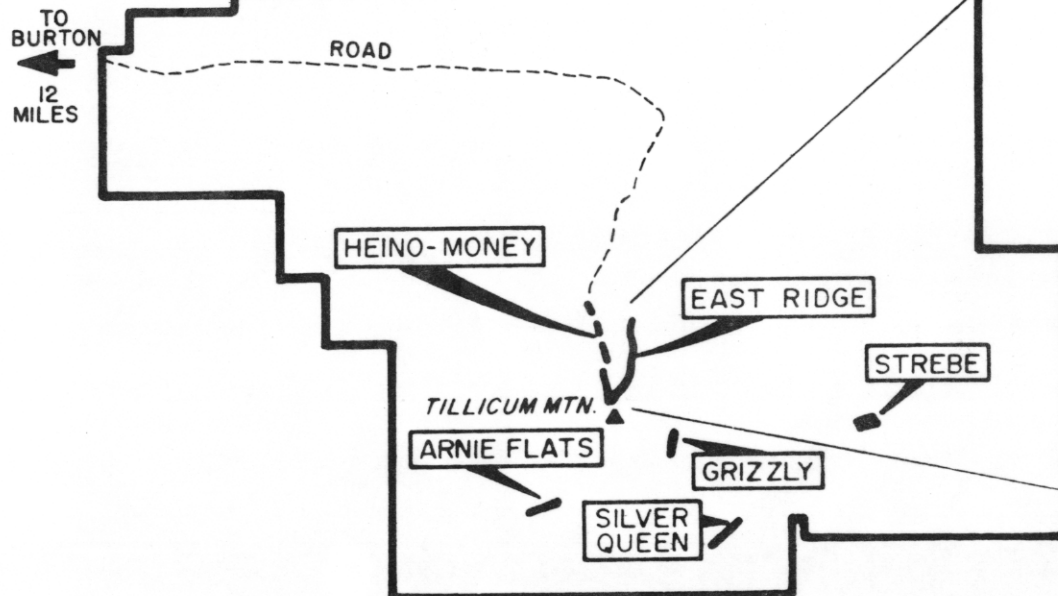 TO
BURTON
12
MILES
ROAD
HEINO-MONEY
EAST RIDGE
STREBE
TILLICUM MTN.
ARNIE FLATS
GRIZZLY
SILVER
QUEEN